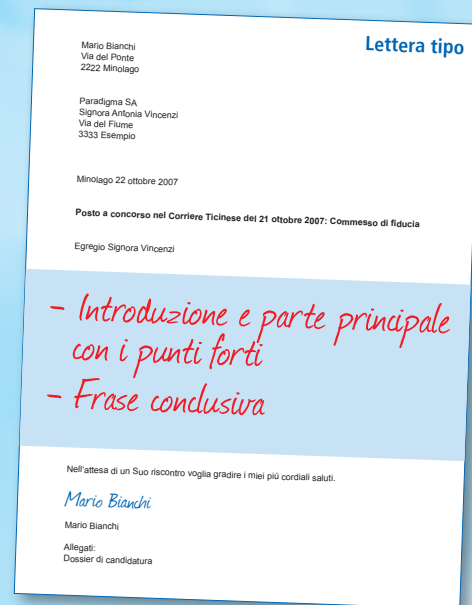 Lettera tipo
Mario Bianchi
Via del Ponte
2222 Minolago
Paradigma SA
Signora Antonia Vincenzi
Via del Fiume
3333 Esempio
Minolago 22 ottobre 2007
Posto a concorso nel Corriere Ticinese del 21 ottobre 2007: Commesso di fiducia
Egregio Signora Vincenzi
– Introduzione e parte principale
con i punti forti
– Frase conclusiva
Nell'attesa di un Suo riscontro voglia gradire i miei piú cordiali saluti.
Mario Bianchi
Mario Bianchi
Allegati:
Dossier di candidatura